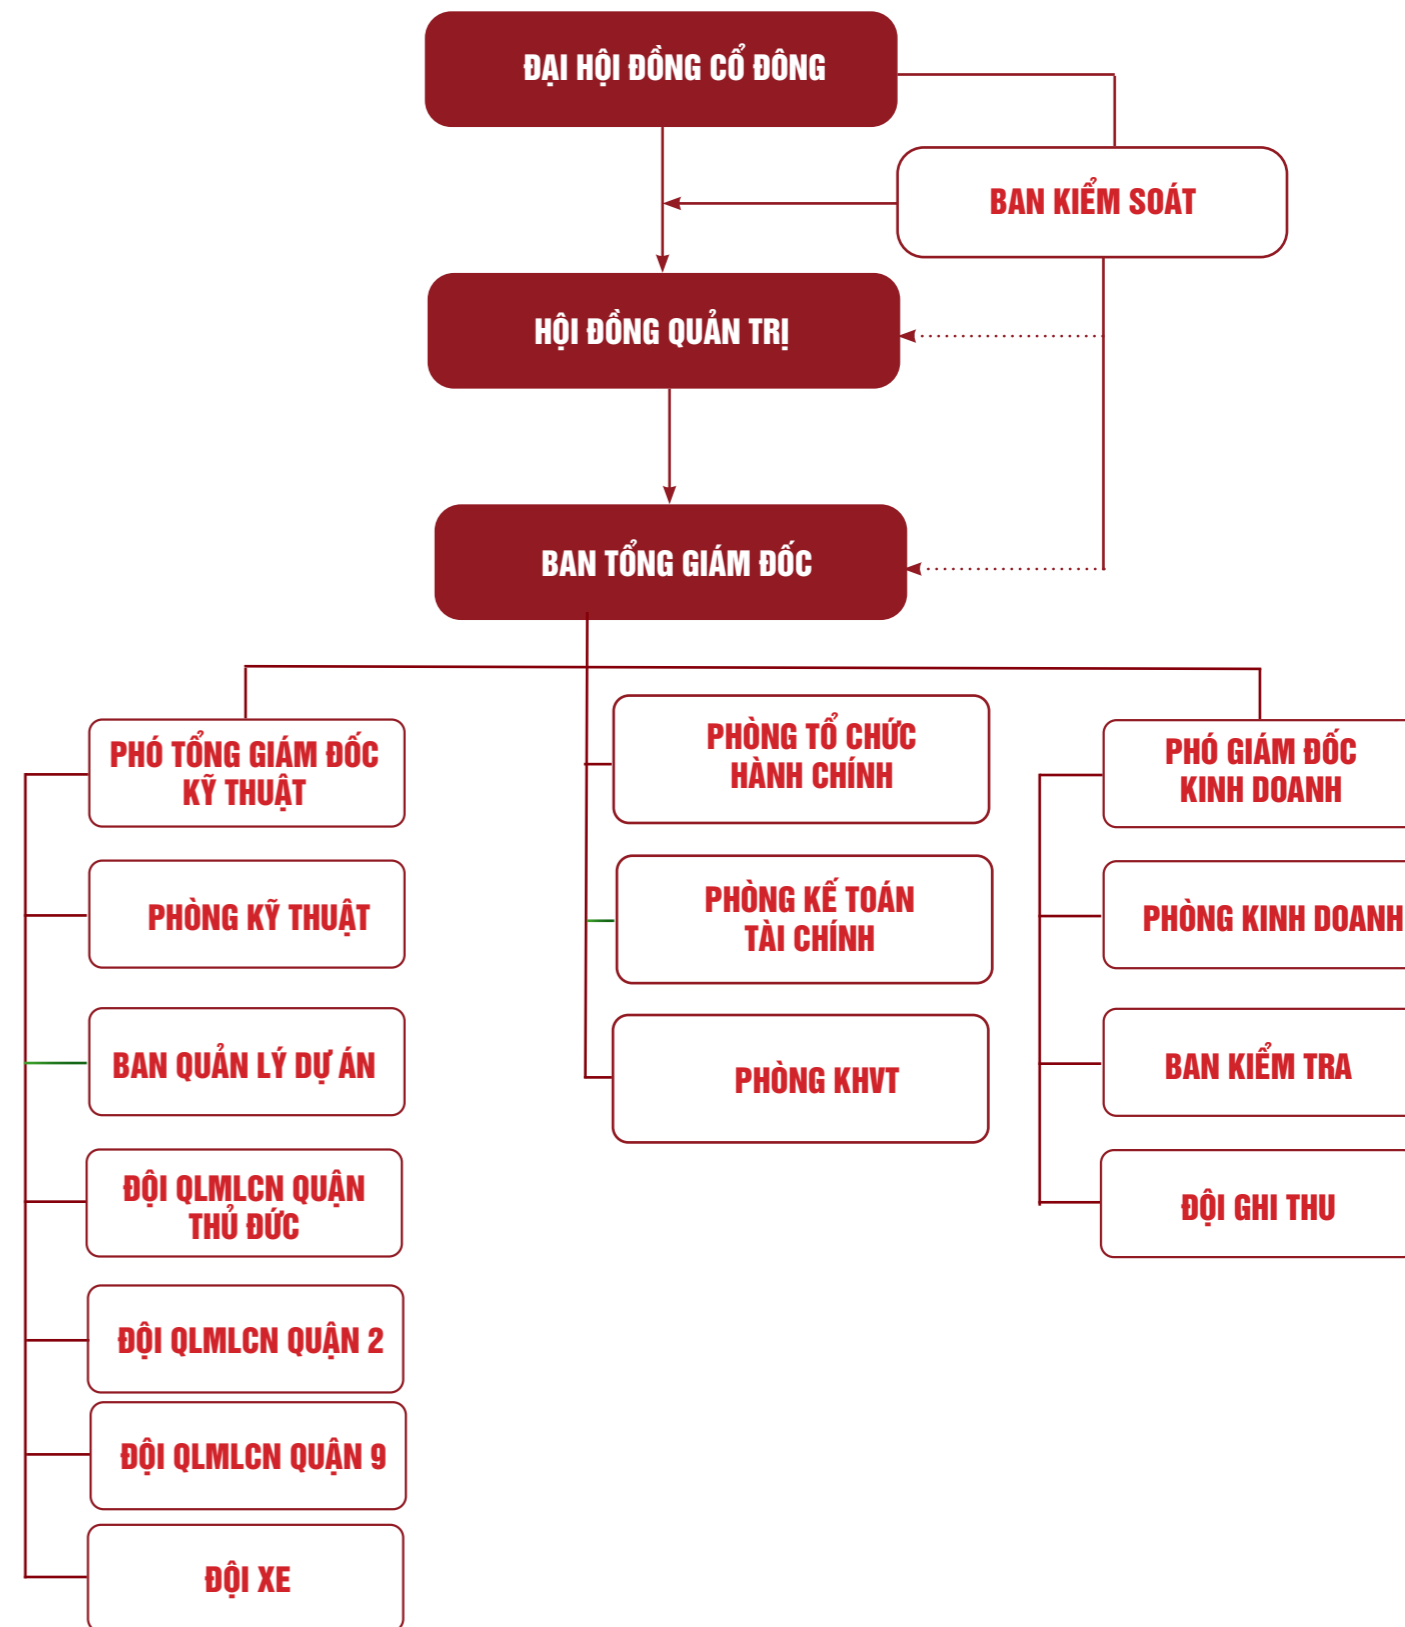 ĐẠI HỘI ĐỒNG CỔ ĐÔNG
BAN KIỂM SOÁT
HỘI ĐỒNG QUẢN TRỊ
BAN TỔNG GIÁM ĐỐC
PHÓ TỔNG GIÁM ĐỐC
KỸ THUẬT
PHÒNG KỸ THUẬT
BAN QUẢN LÝ DỰ ÁN
ĐỘI QLMLCN QUẬN
THỦ ĐỨC
ĐỘI QLMLCN QUẬN 2
ĐỘI QLMLCN QUẬN 9
ĐỘI XE
PHÒNG TỔ CHỨC
HÀNH CHÍNH
PHÒNG KẾ TOÁN
TÀI CHÍNH
PHÒNG KHVT
PHÓ GIÁM ĐỐC
KINH DOANH
PHÒNG KINH DOANH
BAN KIỂM TRA
ĐỘI GHI THU